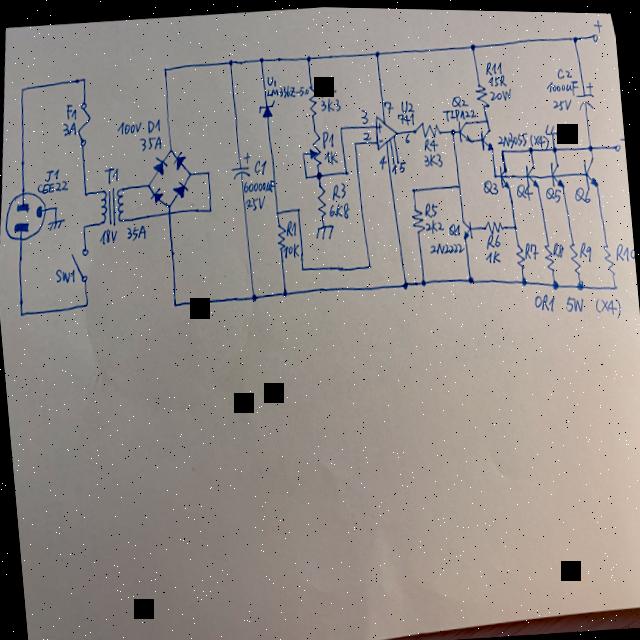 F1
3A
J1
CEE22
SW1
T1
18V 35A
100V D1
35A
+
C1
60000uF
25V
U1
LM336Z-5.0
R1
10K
3K3
P1
1K
R3
6K8
3
2
7
U2
741
6
4
5
R4
3K3
R5
2K2
Q1
2N2222
Q2
TIP122
R6
1K
R11
15R
20W
2N3055 (X4)
Q3
Q4
Q5
Q6
R7
R8
R9
R10
0R1 5W (X4)
C2
1000uF
25V
+
+
-